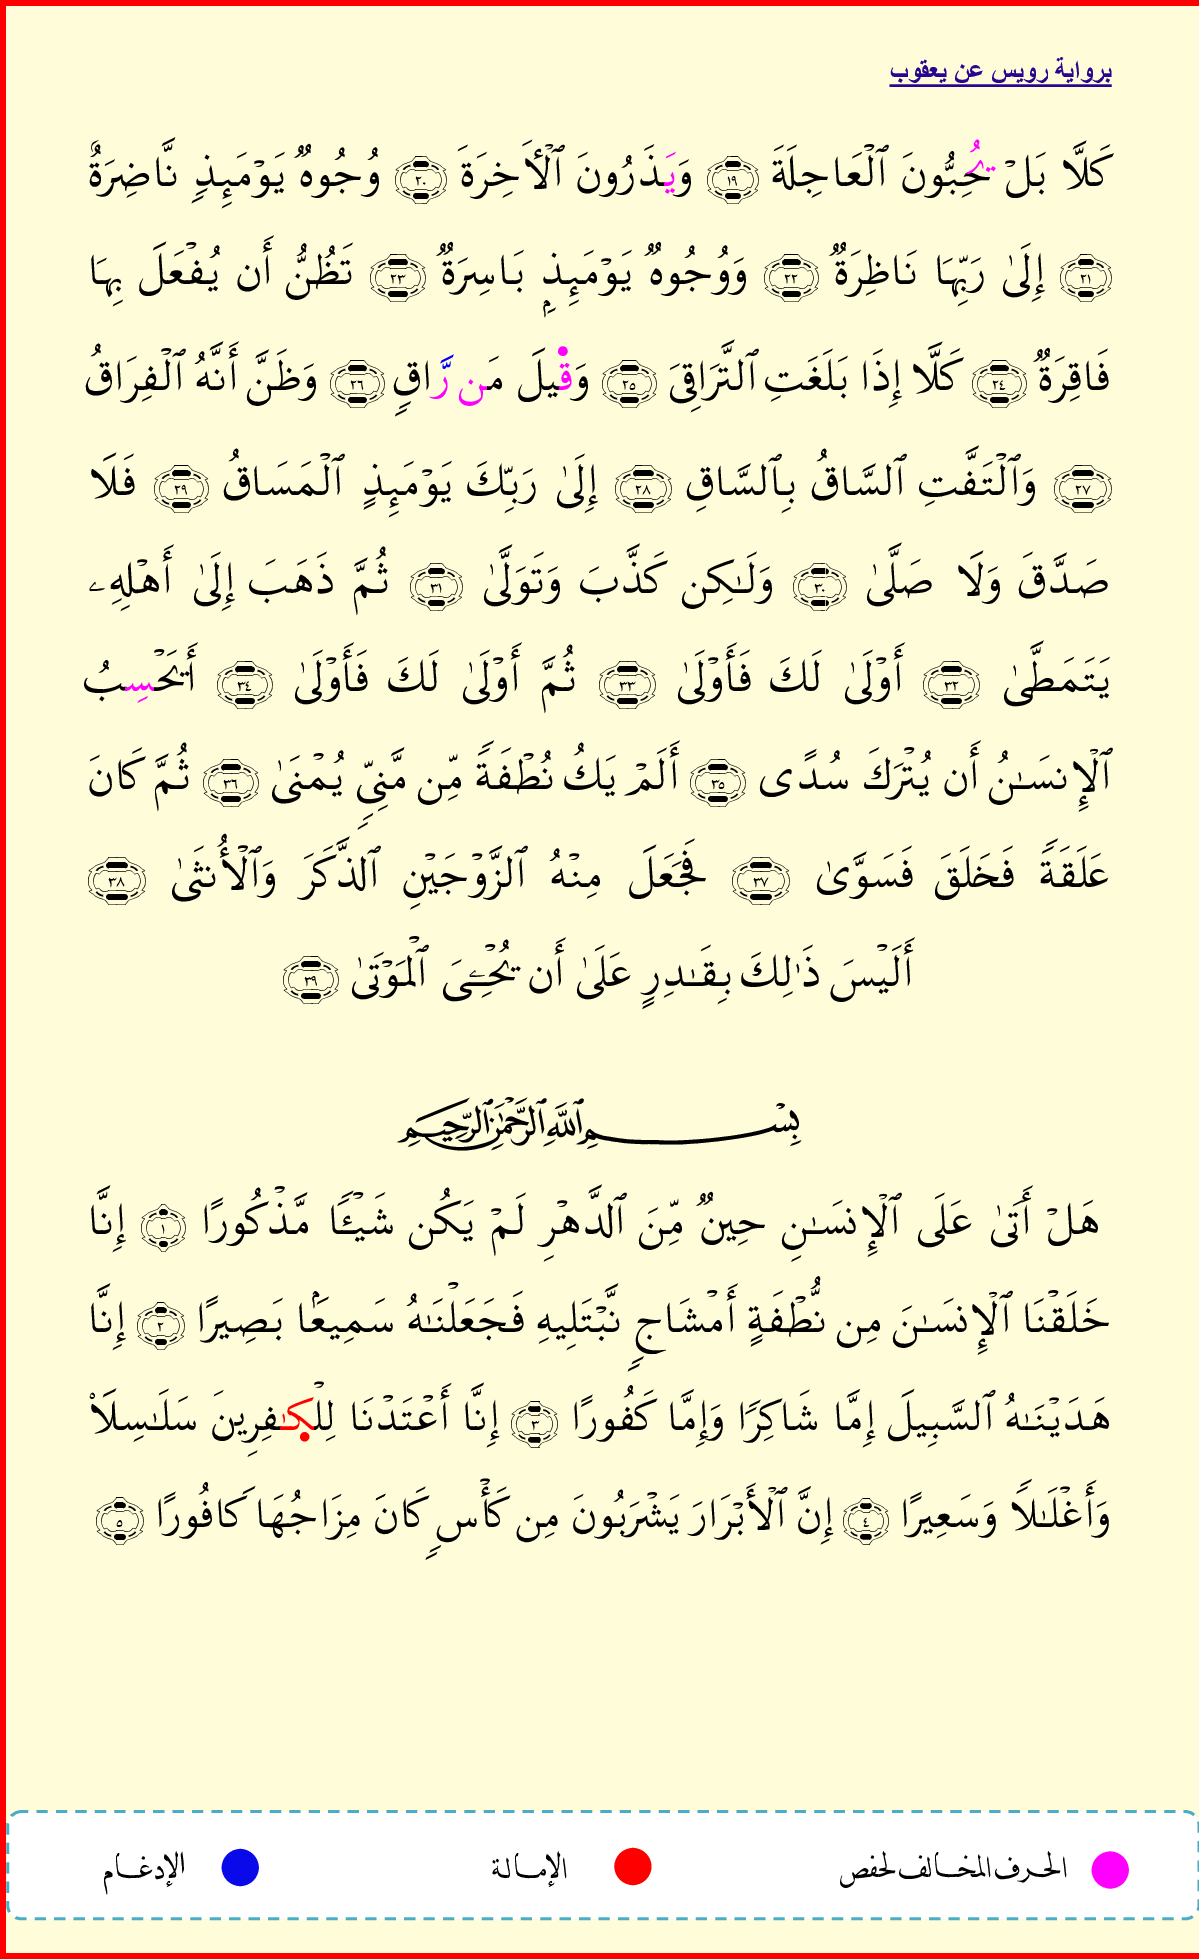 برواية رويس عن يعقوب
كَلَّا بَلۡ يُحِبُّونَ ٱلۡعَاجِلَةَ ١٩ وَيَذَرُونَ ٱلۡأٓخِرَةَ ٢٠ وُجُوهٞ يَوۡمَئِذٖ نَّاضِرَةٌ
٢١ إِلَىٰ رَبِّهَا نَاظِرَةٞ ٢٢ وَوُجُوهٞ يَوۡمَئِذِۭ بَاسِرَةٞ ٢٣ تَظُنُّ أَن يُفۡعَلَ بِهَا
فَاقِرَةٞ ٢٤ كَلَّا إِذَا بَلَغَتِ ٱلتَّرَاقِيَ ٢٥ وَقِيلَ مَن رَّاقٖ ٢٦ وَظَنَّ أَنَّهُ ٱلۡفِرَاقُ
٢٧ وَٱلۡتَفَّتِ ٱلسَّاقُ بِٱلسَّاقِ ٢٨ إِلَىٰ رَبِّكَ يَوۡمَئِذٍ ٱلۡمَسَاقُ ٢٩ فَلَا
صَدَّقَ وَلَا صَلَّىٰ ٣٠ وَلَٰكِن كَذَّبَ وَتَوَلَّىٰ ٣١ ثُمَّ ذَهَبَ إِلَىٰ أَهۡلِهِۦ
يَتَمَطَّىٰ ٣٢ أَوۡلَىٰ لَكَ فَأَوۡلَىٰ ٣٣ ثُمَّ أَوۡلَىٰ لَكَ فَأَوۡلَىٰ ٣٤ أَيَحۡسِبُ
ٱلۡإِنسَٰنُ أَن يُتۡرَكَ سُدًى ٣٥ أَلَمۡ يَكُ نُطۡفَةٗ مِّن مَّنِيّٖ يُمۡنَىٰ ٣٦ ثُمَّ كَانَ
عَلَقَةٗ فَخَلَقَ فَسَوَّىٰ ٣٧ فَجَعَلَ مِنۡهُ ٱلزَّوۡجَيۡنِ ٱلذَّكَرَ وَٱلۡأُنثَىٰ ٣٨
أَلَيۡسَ ذَٰلِكَ بِقَٰدِرٍ عَلَىٰ أَن يُحۡـِۧيَ ٱلۡمَوۡتَىٰ ٣٩
بِسۡمِ ٱللَّهِ ٱلرَّحۡمَٰنِ ٱلرَّحِيمِ
هَلۡ أَتَىٰ عَلَى ٱلۡإِنسَٰنِ حِينٞ مِّنَ ٱلدَّهۡرِ لَمۡ يَكُن شَيۡـٔٗا مَّذۡكُورًا ١ إِنَّا
خَلَقۡنَا ٱلۡإِنسَٰنَ مِن نُّطۡفَةٍ أَمۡشَاجٖ نَّبۡتَلِيهِ فَجَعَلۡنَٰهُ سَمِيعَۢا بَصِيرًا ٢ إِنَّا
هَدَيۡنَٰهُ ٱلسَّبِيلَ إِمَّا شَاكِرٗا وَإِمَّا كَفُورًا ٣ إِنَّا أَعۡتَدۡنَا لِلۡكَٰفِرِينَ سَلَٰسِلَاْ
وَأَغۡلَٰلٗا وَسَعِيرًا ٤ إِنَّ ٱلۡأَبۡرَارَ يَشۡرَبُونَ مِن كَأۡسٖ كَانَ مِزَاجُهَا كَافُورًا ٥
الحرف المخالف لحفص الإمالة الإدغام